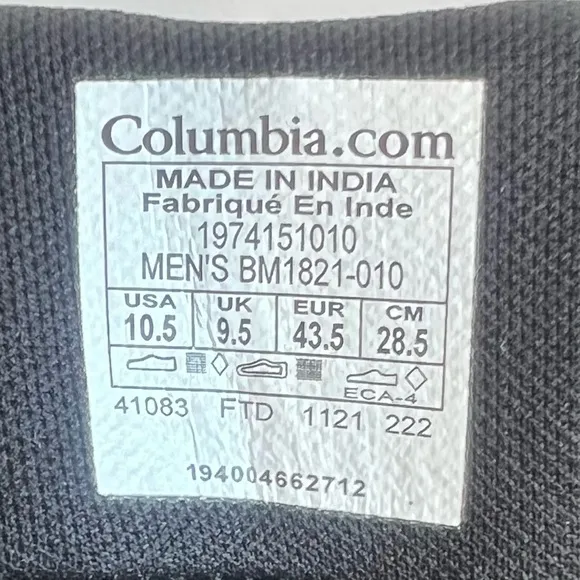 Columbia.com
MADE IN INDIA
Fabriqué En Inde
1974151010
MEN'S BM1821-010
USA UK EUR CM
10.5 9.5 43.5 28.5
ECA-4
41083 FTD 1121 222
194004662712